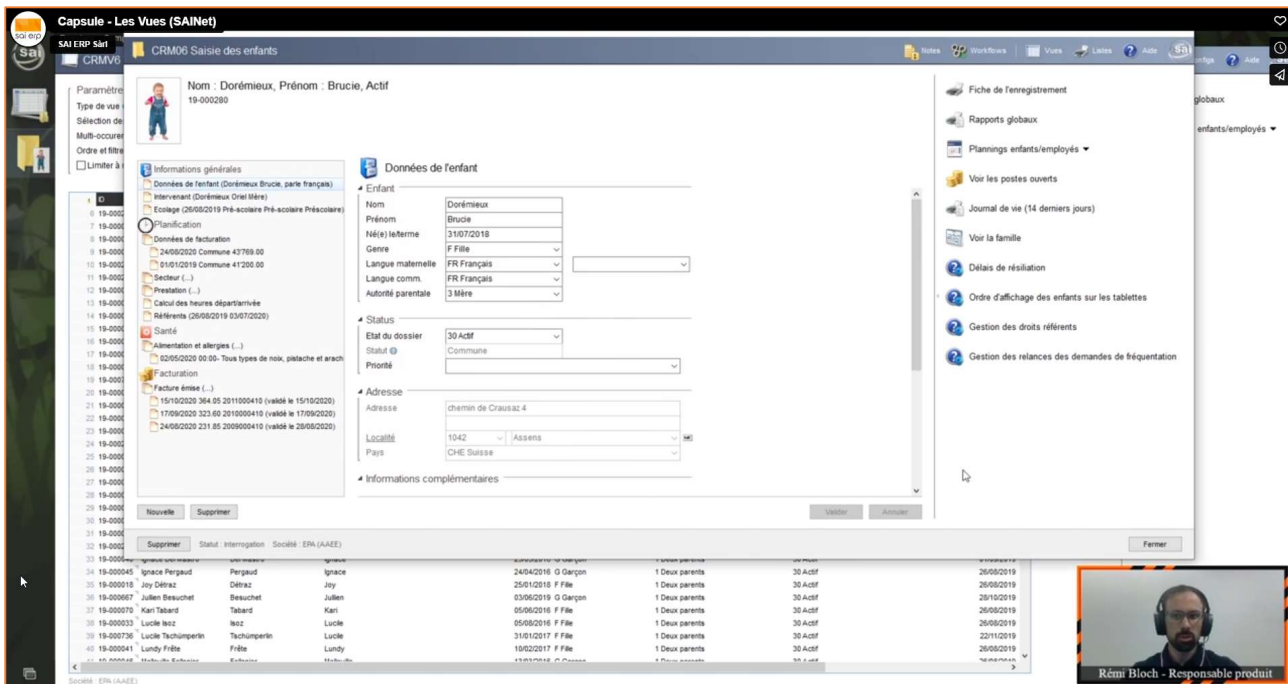 Capsule - Les Vues (SAINet)
SAI ERP Sàrl
sai erp
sai
CRMV6
CRM06 Saisie des enfants
Notes
Workflows
Vues
Listes
Aide
sai
Aide
Paramètre
Type de vue
Sélection de
Multi-occuren
Ordre et filtre
Limiter à
globaux
enfants/employés
Nom : Dorémieux, Prénom : Brucie, Actif
19-000280
Informations générales
Données de l'enfant (Dorémieux Brucie, parle français)
Intervenant (Dorémieux Oriel Mère)
Ecolage (26/08/2019 Pré-scolaire Pré-scolaire Préscolaire)
Planification
Données de facturation
24/08/2020 Commune 43'769.00
01/01/2019 Commune 41'200.00
Secteur (...)
Prestation (...)
Calcul des heures départ/arrivée
Référents (26/08/2019 03/07/2020)
Santé
Alimentation et allergies (...)
02/05/2020 00:00- Tous types de noix, pistache et arach
Facturation
Facture émise (...)
15/10/2020 364.05 2011000410 (validé le 15/10/2020)
17/09/2020 323.60 2010000410 (validé le 17/09/2020)
24/08/2020 231.85 2009000410 (validé le 28/08/2020)
Données de l'enfant
Enfant
Nom Dorémieux
Prénom Brucie
Né(e) le/terme 31/07/2018
Genre F Fille
Langue maternelle FR Français
Langue comm. FR Français
Autorité parentale 3 Mère
Status
Etat du dossier 30 Actif
Statut Commune
Priorité
Adresse
Adresse chemin de Crausaz 4
Localité 1042 Assens
Pays CHE Suisse
Informations complémentaires
Fiche de l'enregistrement
Rapports globaux
Plannings enfants/employés
Voir les postes ouverts
Journal de vie (14 derniers jours)
Voir la famille
Délais de résiliation
Ordre d'affichage des enfants sur les tablettes
Gestion des droits référents
Gestion des relances des demandes de fréquentation
Nouvelle Supprimer Valider Annuler
Supprimer Statut : Interrogation Société : EPA (AAEE) Fermer
34 19-000045 Ignace Pergaud Pergaud Ignace 24/04/2016 G Garçon 1 Deux parents 30 Actif 26/08/2019
35 19-000018 Joy Détraz Détraz Joy 25/01/2018 F Fille 1 Deux parents 30 Actif 26/08/2019
36 19-000667 Julien Besuchet Besuchet Julien 03/06/2019 G Garçon 1 Deux parents 30 Actif 28/10/2019
37 19-000070 Kari Tabard Tabard Kari 05/06/2016 F Fille 1 Deux parents 30 Actif 26/08/2019
38 19-000033 Lucile Isoz Isoz Lucile 05/08/2016 F Fille 1 Deux parents 30 Actif 26/08/2019
39 19-000736 Lucile Tschümperlin Tschümperlin Lucile 31/01/2017 F Fille 1 Deux parents 30 Actif 22/11/2019
40 19-000041 Lundy Frête Frête Lundy 10/02/2017 F Fille 1 Deux parents 30 Actif 26/08/2019
Société : EPA (AAEE)
Rémi Bloch - Responsable produit